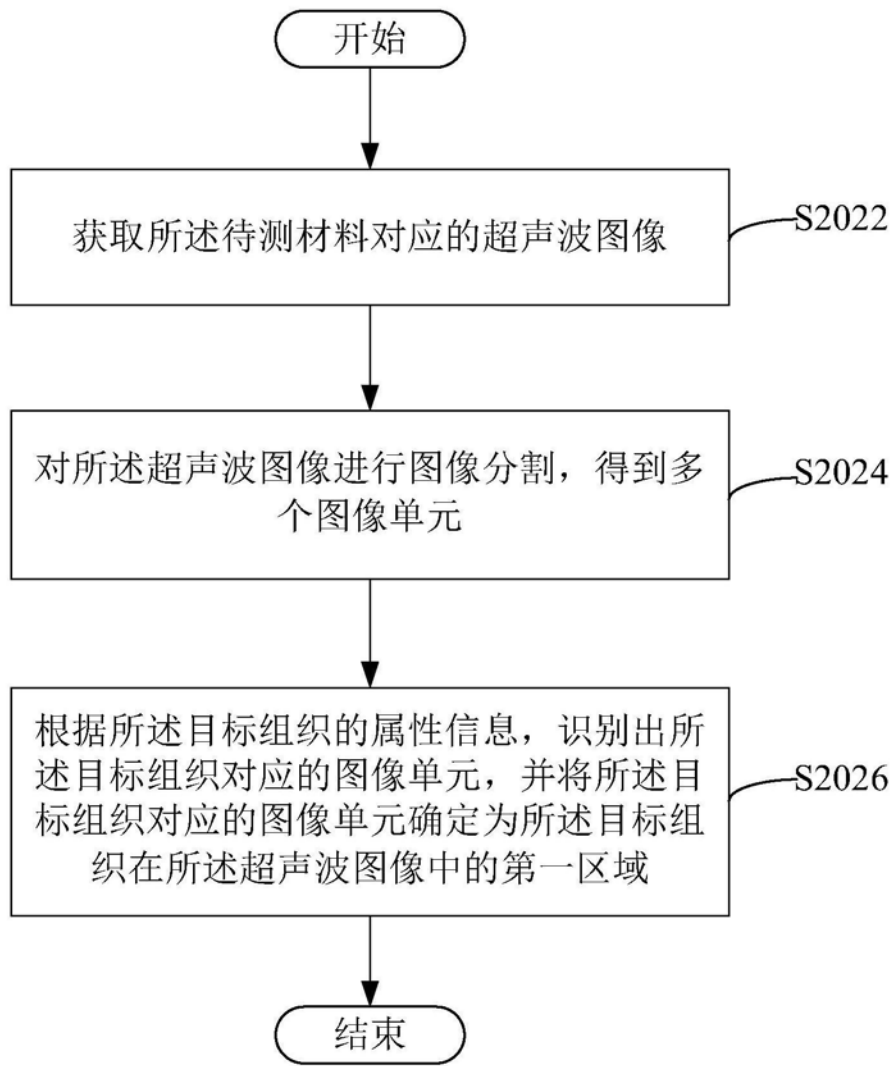 开始
获取所述待测材料对应的超声波图像
S2022
对所述超声波图像进行图像分割，得到多
个图像单元
S2024
根据所述目标组织的属性信息，识别出所
述目标组织对应的图像单元，并将所述目
标组织对应的图像单元确定为所述目标组
织在所述超声波图像中的第一区域
S2026
结束